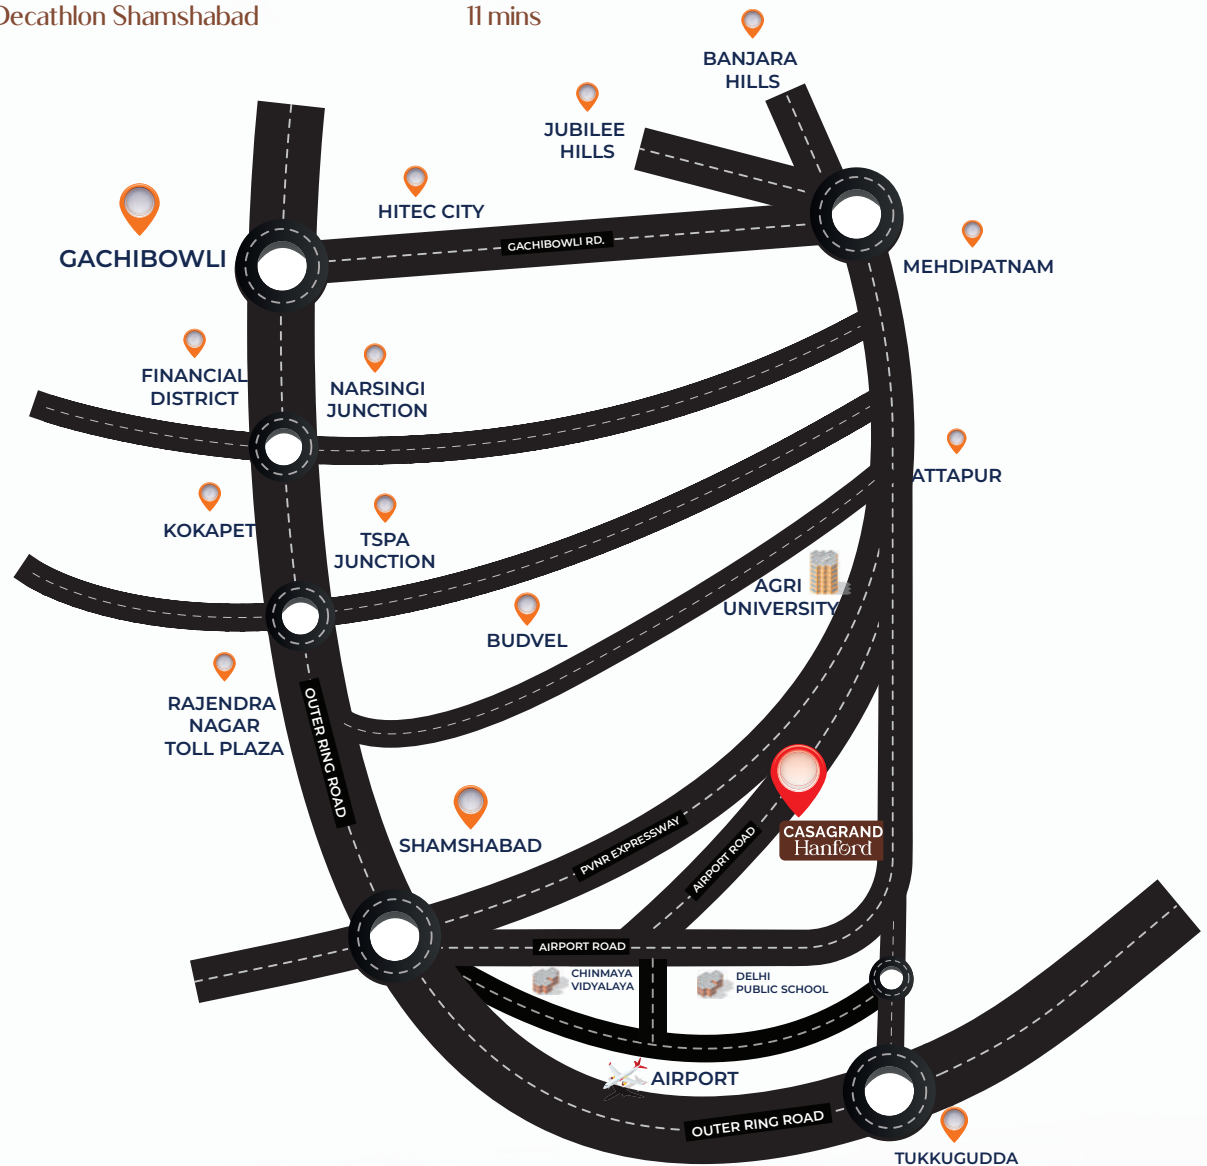 Decathlon Shamshabad 11 mins
BANJARA
HILLS
JUBILEE
HILLS
HITEC CITY
GACHIBOWLI
GACHIBOWLI RD.
MEHDIPATNAM
FINANCIAL
DISTRICT
NARSINGI
JUNCTION
ATTAPUR
KOKAPET
TSPA
JUNCTION
AGRI
UNIVERSITY
BUDVEL
RAJENDRA
NAGAR
TOLL PLAZA
OUTER RING ROAD
SHAMSHABAD
PVNR EXPRESSWAY
AIRPORT ROAD
CASAGRAND
Hanford
AIRPORT ROAD
CHINMAYA
VIDYALAYA
DELHI
PUBLIC SCHOOL
AIRPORT
OUTER RING ROAD
TUKKUGUDDA